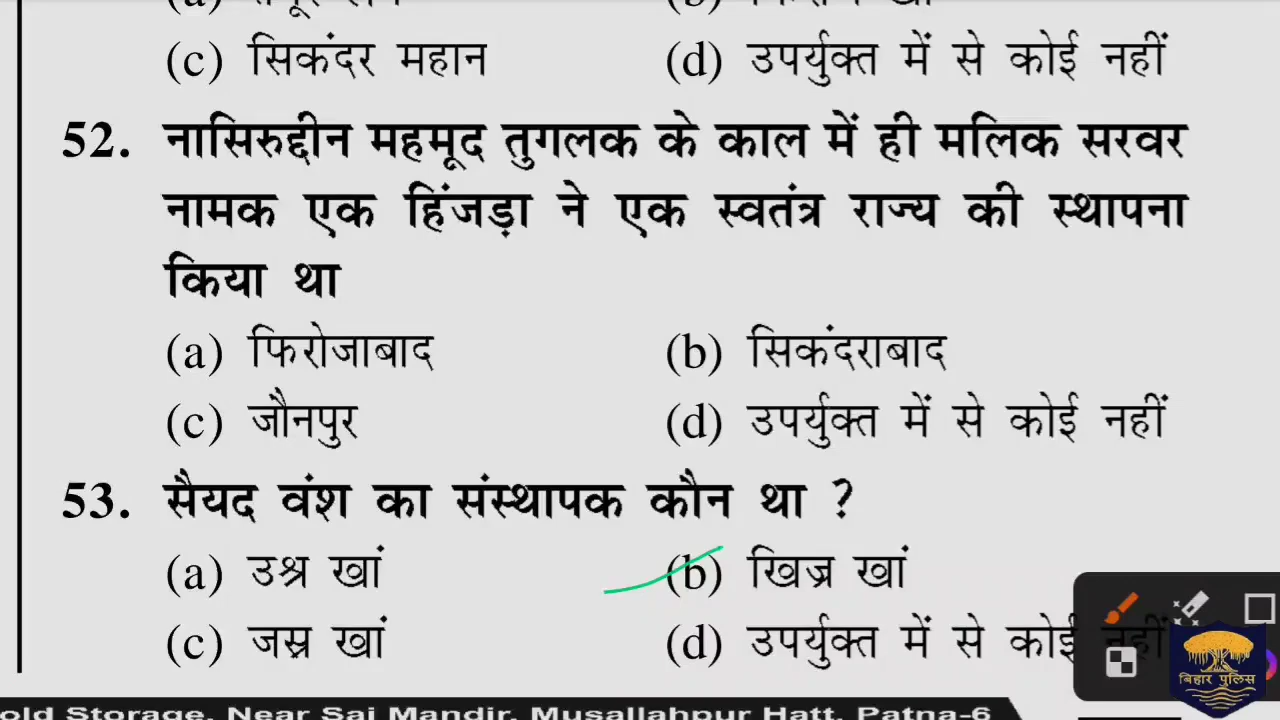 (c) सिकंदर महान (d) उपर्युक्त में से कोई नहीं
52. नासिरुद्दीन महमूद तुगलक के काल में ही मलिक सरवर
नामक एक हिंजड़ा ने एक स्वतंत्र राज्य की स्थापना
किया था
(a) फिरोजाबाद (b) सिकंदराबाद
(c) जौनपुर (d) उपर्युक्त में से कोई नहीं
53. सैयद वंश का संस्थापक कौन था ?
(a) उश्र खां (b) खिज्र खां
(c) जस्र खां (d) उपर्युक्त में से कोई नहीं
बिहार पुलिस
old Storage, Near Sai Mandir, Musallahpur Hatt, Patna-6